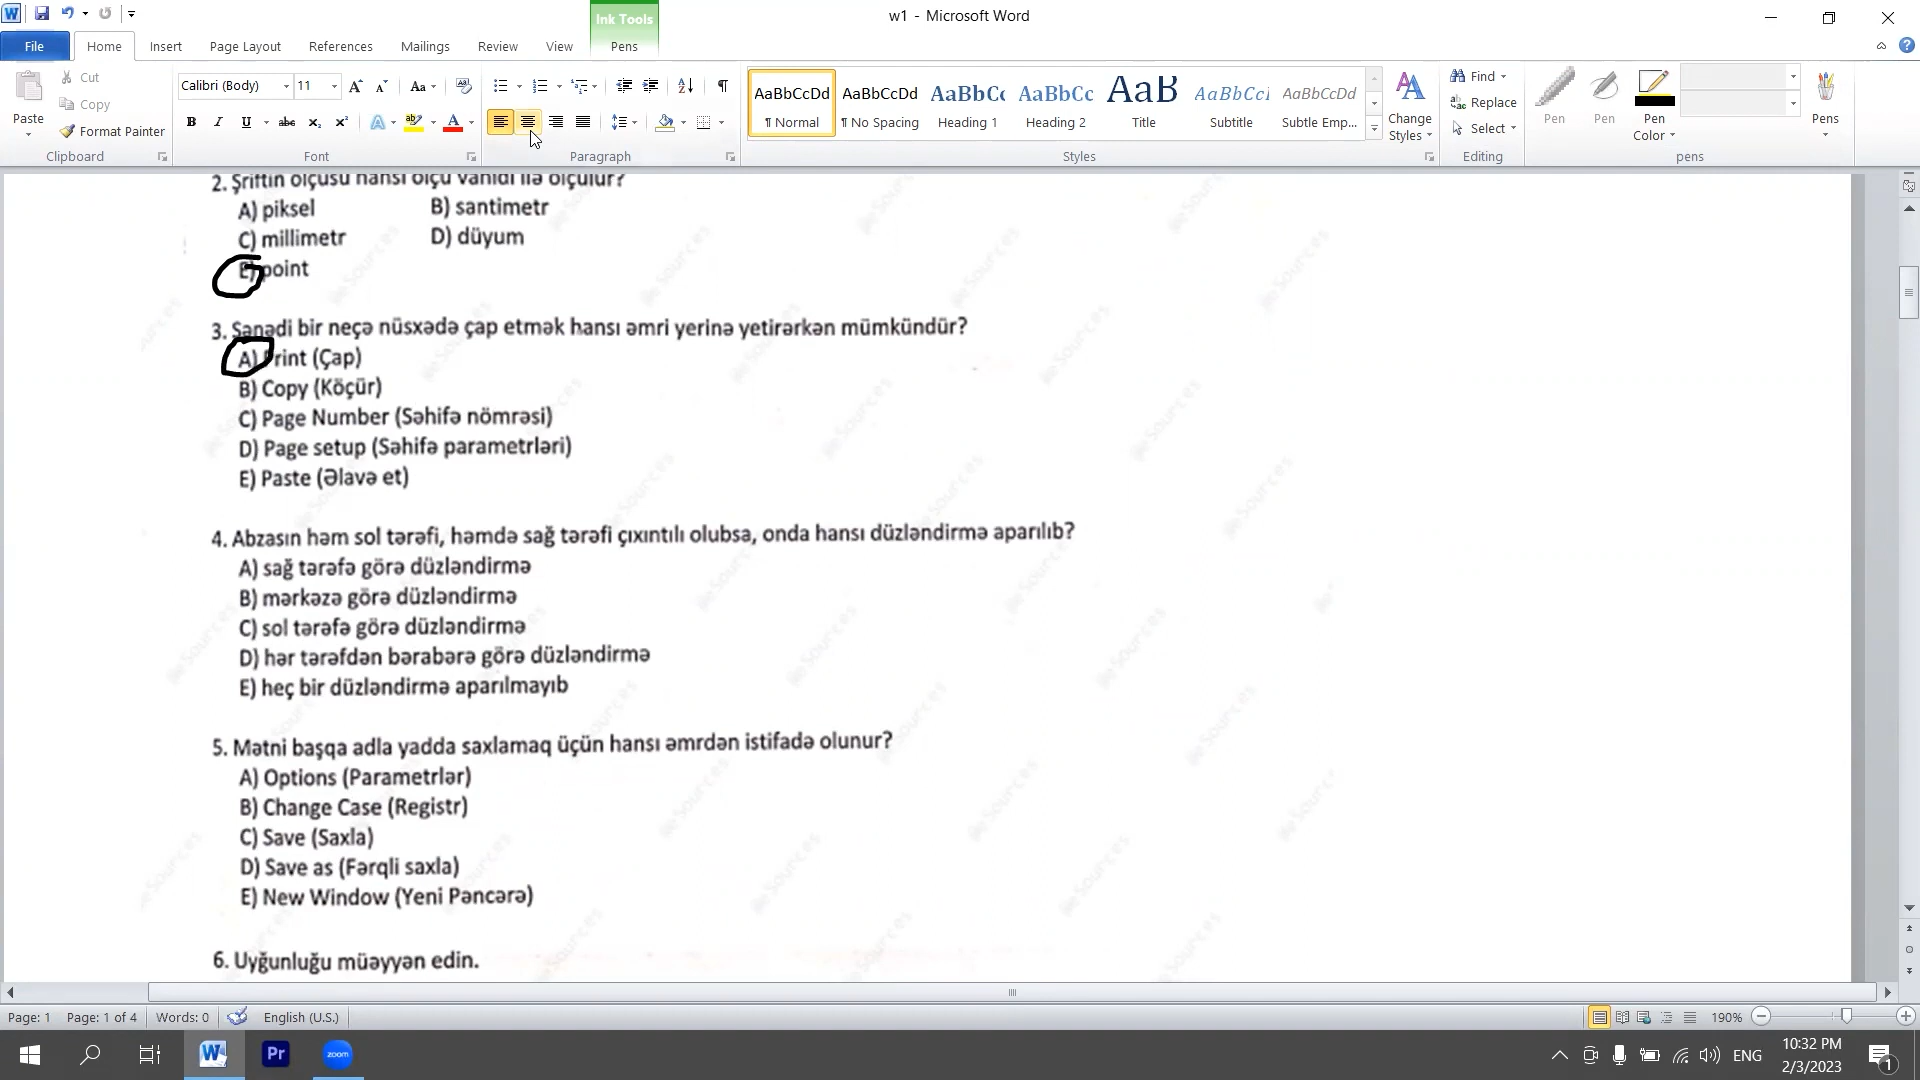 w1 - Microsoft Word
Ink Tools
File
Home
Insert
Page Layout
References
Mailings
Review
View
Pens
Paste
Cut
Copy
Format Painter
Clipboard
Calibri (Body)
11
Font
Paragraph
AaBbCcDd
¶ Normal
AaBbCcDd
¶ No Spacing
AaBbCc
Heading 1
AaBbCc
Heading 2
AaB
Title
AaBbCcI
Subtitle
AaBbCcDd
Subtle Emp...
Change Styles
Styles
Find
Replace
Select
Editing
Pen
Pen
Pen Color
Pens
pens
2. Şriftin ölçüsü hansı ölçü vahidi ilə ölçülür?
A) piksel B) santimetr
C) millimetr D) düyum
E) point
3. Sənədi bir neçə nüsxədə çap etmək hansı əmri yerinə yetirərkən mümkündür?
A) Print (Çap)
B) Copy (Köçür)
C) Page Number (Səhifə nömrəsi)
D) Page setup (Səhifə parametrləri)
E) Paste (Əlavə et)
4. Abzasın həm sol tərəfi, həmdə sağ tərəfi çıxıntılı olubsa, onda hansı düzləndirmə aparılıb?
A) sağ tərəfə görə düzləndirmə
B) mərkəzə görə düzləndirmə
C) sol tərəfə görə düzləndirmə
D) hər tərəfdən bərabərə görə düzləndirmə
E) heç bir düzləndirmə aparılmayıb
5. Mətni başqa adla yadda saxlamaq üçün hansı əmrdən istifadə olunur?
A) Options (Parametrlər)
B) Change Case (Registr)
C) Save (Saxla)
D) Save as (Fərqli saxla)
E) New Window (Yeni Pəncərə)
6. Uyğunluğu müəyyən edin.
Page: 1
Page: 1 of 4
Words: 0
English (U.S.)
190%
Pr
zoom
ENG
10:32 PM
2/3/2023
1